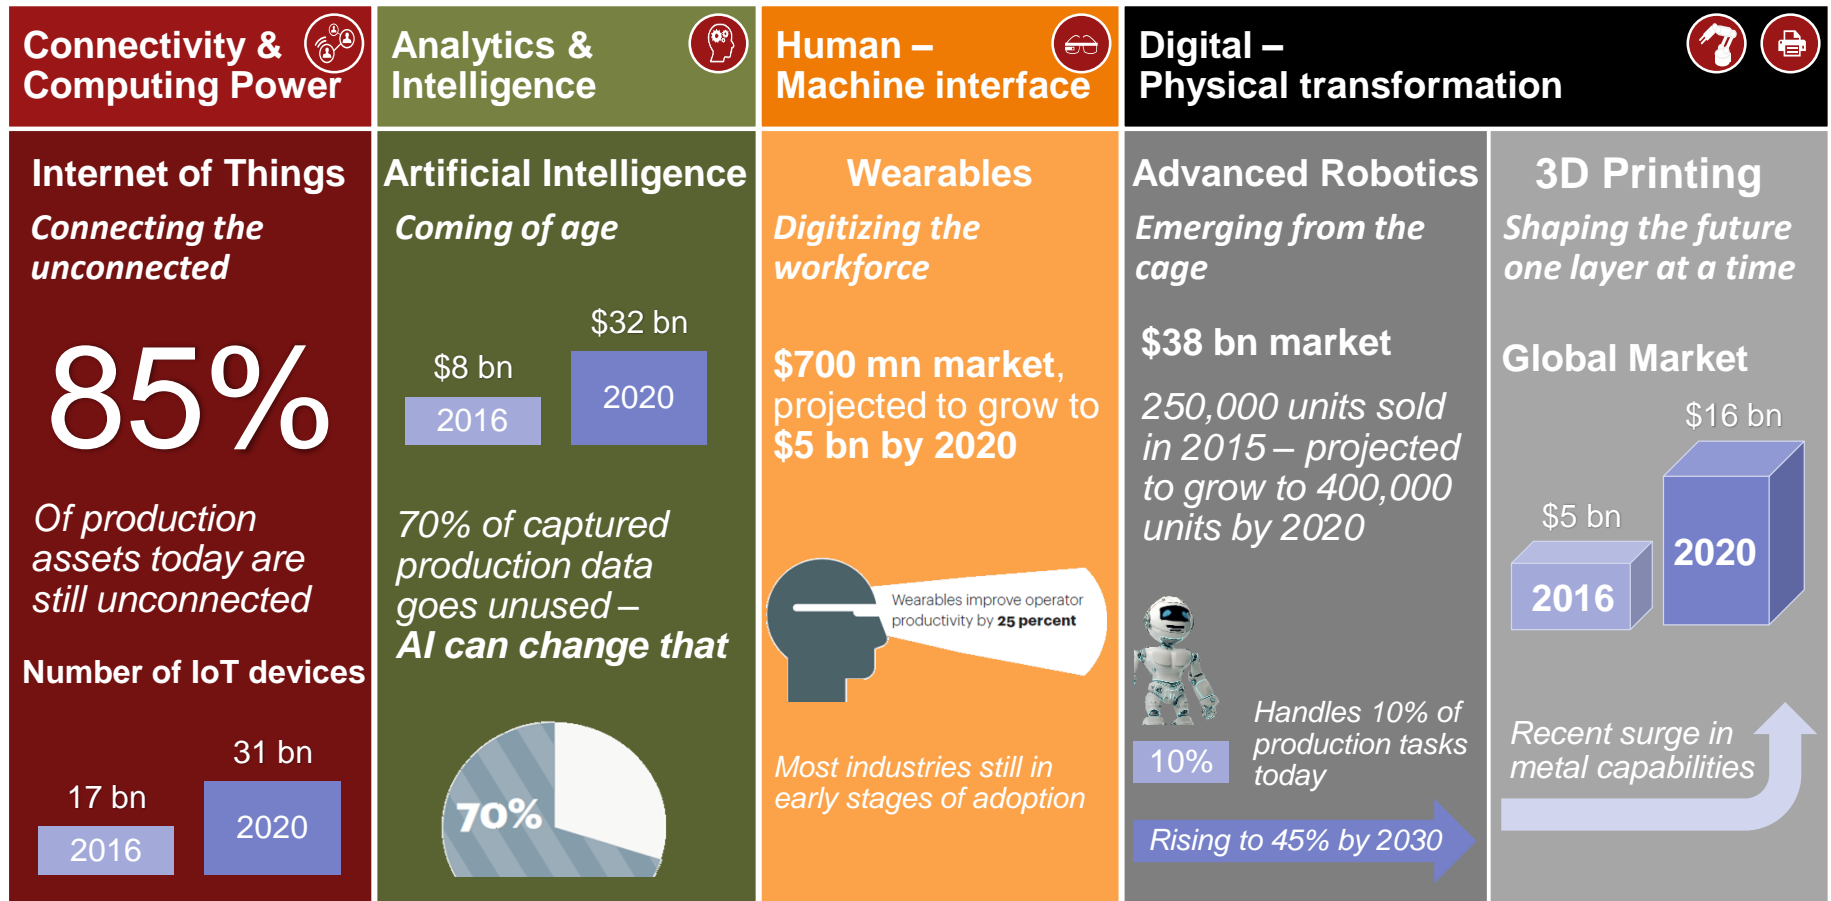 Connectivity &
Computing Power
Analytics &
Intelligence
Human –
Machine interface
Digital –
Physical transformation
Internet of Things
Connecting the
unconnected
85%
Of production
assets today are
still unconnected
Number of IoT devices
17 bn
2016
31 bn
2020
Artificial Intelligence
Coming of age
$8 bn
2016
$32 bn
2020
70% of captured
production data
goes unused –
AI can change that
70%
Wearables
Digitizing the
workforce
$700 mn market,
projected to grow to
$5 bn by 2020
Wearables improve operator
productivity by 25 percent
Most industries still in
early stages of adoption
Advanced Robotics
Emerging from the
cage
$38 bn market
250,000 units sold
in 2015 – projected
to grow to 400,000
units by 2020
10%
Handles 10% of
production tasks
today
Rising to 45% by 2030
3D Printing
Shaping the future
one layer at a time
Global Market
$5 bn
2016
$16 bn
2020
Recent surge in
metal capabilities